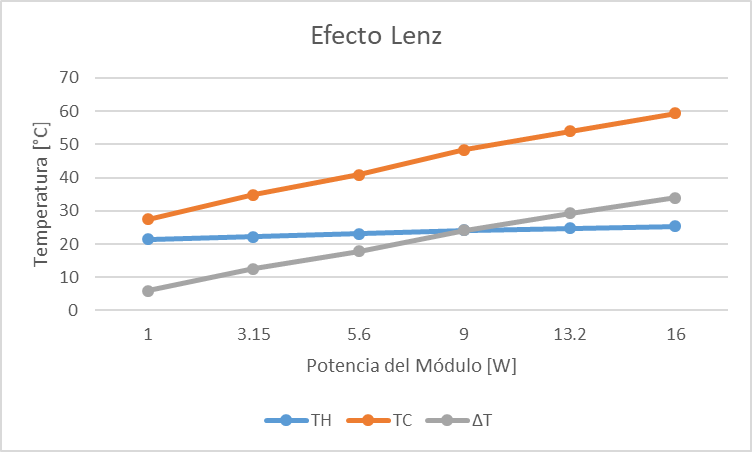 Efecto Lenz
Temperatura [°C]
70
60
50
40
30
20
10
0
1 3.15 5.6 9 13.2 16
Potencia del Módulo [W]
TH TC ΔT